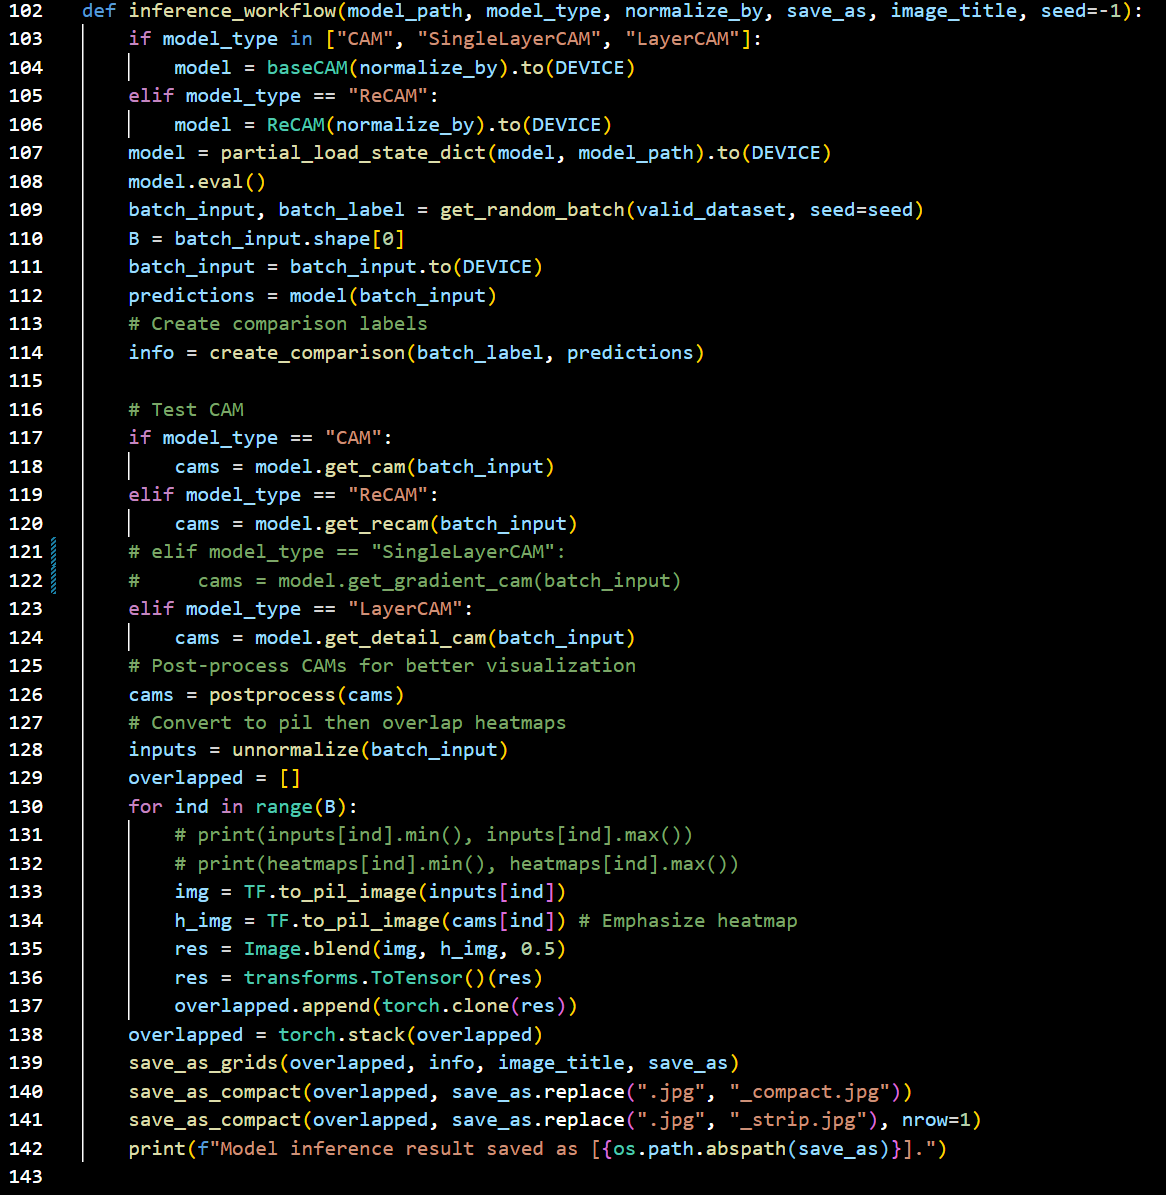 102 def inference_workflow(model_path, model_type, normalize_by, save_as, image_title, seed=-1):
103     if model_type in ["CAM", "SingleLayerCAM", "LayerCAM"]:
104         model = baseCAM(normalize_by).to(DEVICE)
105     elif model_type == "ReCAM":
106         model = ReCAM(normalize_by).to(DEVICE)
107     model = partial_load_state_dict(model, model_path).to(DEVICE)
108     model.eval()
109     batch_input, batch_label = get_random_batch(valid_dataset, seed=seed)
110     B = batch_input.shape[0]
111     batch_input = batch_input.to(DEVICE)
112     predictions = model(batch_input)
113     # Create comparison labels
114     info = create_comparison(batch_label, predictions)
115
116     # Test CAM
117     if model_type == "CAM":
118         cams = model.get_cam(batch_input)
119     elif model_type == "ReCAM":
120         cams = model.get_recam(batch_input)
121     # elif model_type == "SingleLayerCAM":
122     #     cams = model.get_gradient_cam(batch_input)
123     elif model_type == "LayerCAM":
124         cams = model.get_detail_cam(batch_input)
125     # Post-process CAMs for better visualization
126     cams = postprocess(cams)
127     # Convert to pil then overlap heatmaps
128     inputs = unnormalize(batch_input)
129     overlapped = []
130     for ind in range(B):
131         # print(inputs[ind].min(), inputs[ind].max())
132         # print(heatmaps[ind].min(), heatmaps[ind].max())
133         img = TF.to_pil_image(inputs[ind])
134         h_img = TF.to_pil_image(cams[ind]) # Emphasize heatmap
135         res = Image.blend(img, h_img, 0.5)
136         res = transforms.ToTensor()(res)
137         overlapped.append(torch.clone(res))
138     overlapped = torch.stack(overlapped)
139     save_as_grids(overlapped, info, image_title, save_as)
140     save_as_compact(overlapped, save_as.replace(".jpg", "_compact.jpg"))
141     save_as_compact(overlapped, save_as.replace(".jpg", "_strip.jpg"), nrow=1)
142     print(f"Model inference result saved as [{os.path.abspath(save_as)}].")
143